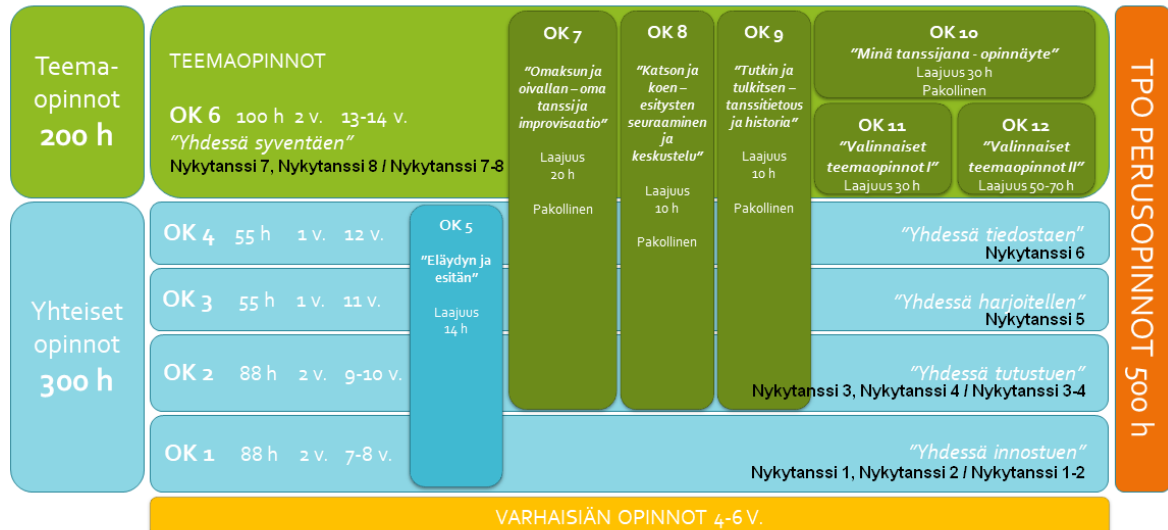 Teema-
opinnot
200 h
TEEMAOPINNOT
OK 6 100 h 2 v. 13-14 v.
"Yhdessä syventäen"
Nykytanssi 7, Nykytanssi 8 / Nykytanssi 7-8
OK 7
"Omaksun ja
oivallan – oma
tanssi ja
improvisaatio"
Laajuus
20 h
Pakollinen
OK 8
"Katson ja
koen –
esitysten
seuraaminen
ja
keskustelu"
Laajuus
10 h
Pakollinen
OK 9
"Tutkin ja
tulkitsen –
tanssitietous
ja historia"
Laajuus
10 h
Pakollinen
OK 10
"Minä tanssijana - opinnäyte"
Laajuus 30 h
Pakollinen
OK 11
"Valinnaiset
teemaopinnot I"
Laajuus 30 h
OK 12
"Valinnaiset
teemaopinnot II"
Laajuus 50-70 h
Yhteiset
opinnot
300 h
OK 4 55 h 1 v. 12 v.
"Yhdessä tiedostaen"
Nykytanssi 6
OK 5
"Eläydyn ja
esitän"
Laajuus
14 h
OK 3 55 h 1 v. 11 v.
"Yhdessä harjoitellen"
Nykytanssi 5
OK 2 88 h 2 v. 9-10 v.
"Yhdessä tutustuen"
Nykytanssi 3, Nykytanssi 4 / Nykytanssi 3-4
OK 1 88 h 2 v. 7-8 v.
"Yhdessä innostuen"
Nykytanssi 1, Nykytanssi 2 / Nykytanssi 1-2
VARHAISIÄN OPINNOT 4-6 V.
TPO PERUSOPINNOT 500 h